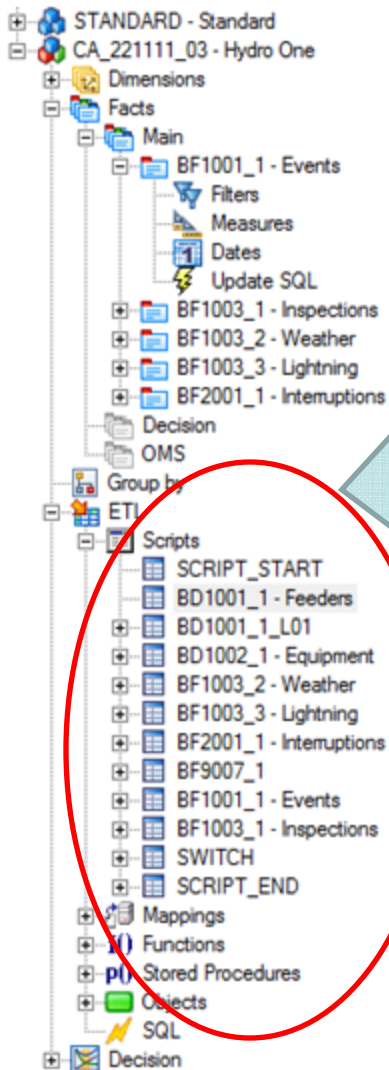 STANDARD - Standard
CA_221111_03 - Hydro One
Dimensions
Facts
Main
BF1001_1 - Events
Filters
Measures
1 Dates
Update SQL
BF1003_1 - Inspections
BF1003_2 - Weather
BF1003_3 - Lightning
BF2001_1 - Interruptions
Decision
OMS
Group by
ETL
Scripts
SCRIPT_START
BD1001_1 - Feeders
BD1001_1_L01
BD1002_1 - Equipment
BF1003_2 - Weather
BF1003_3 - Lightning
BF2001_1 - Interruptions
BF9007_1
BF1001_1 - Events
BF1003_1 - Inspections
SWITCH
SCRIPT_END
Mappings
f() Functions
p() Stored Procedures
Objects
SQL
Decision